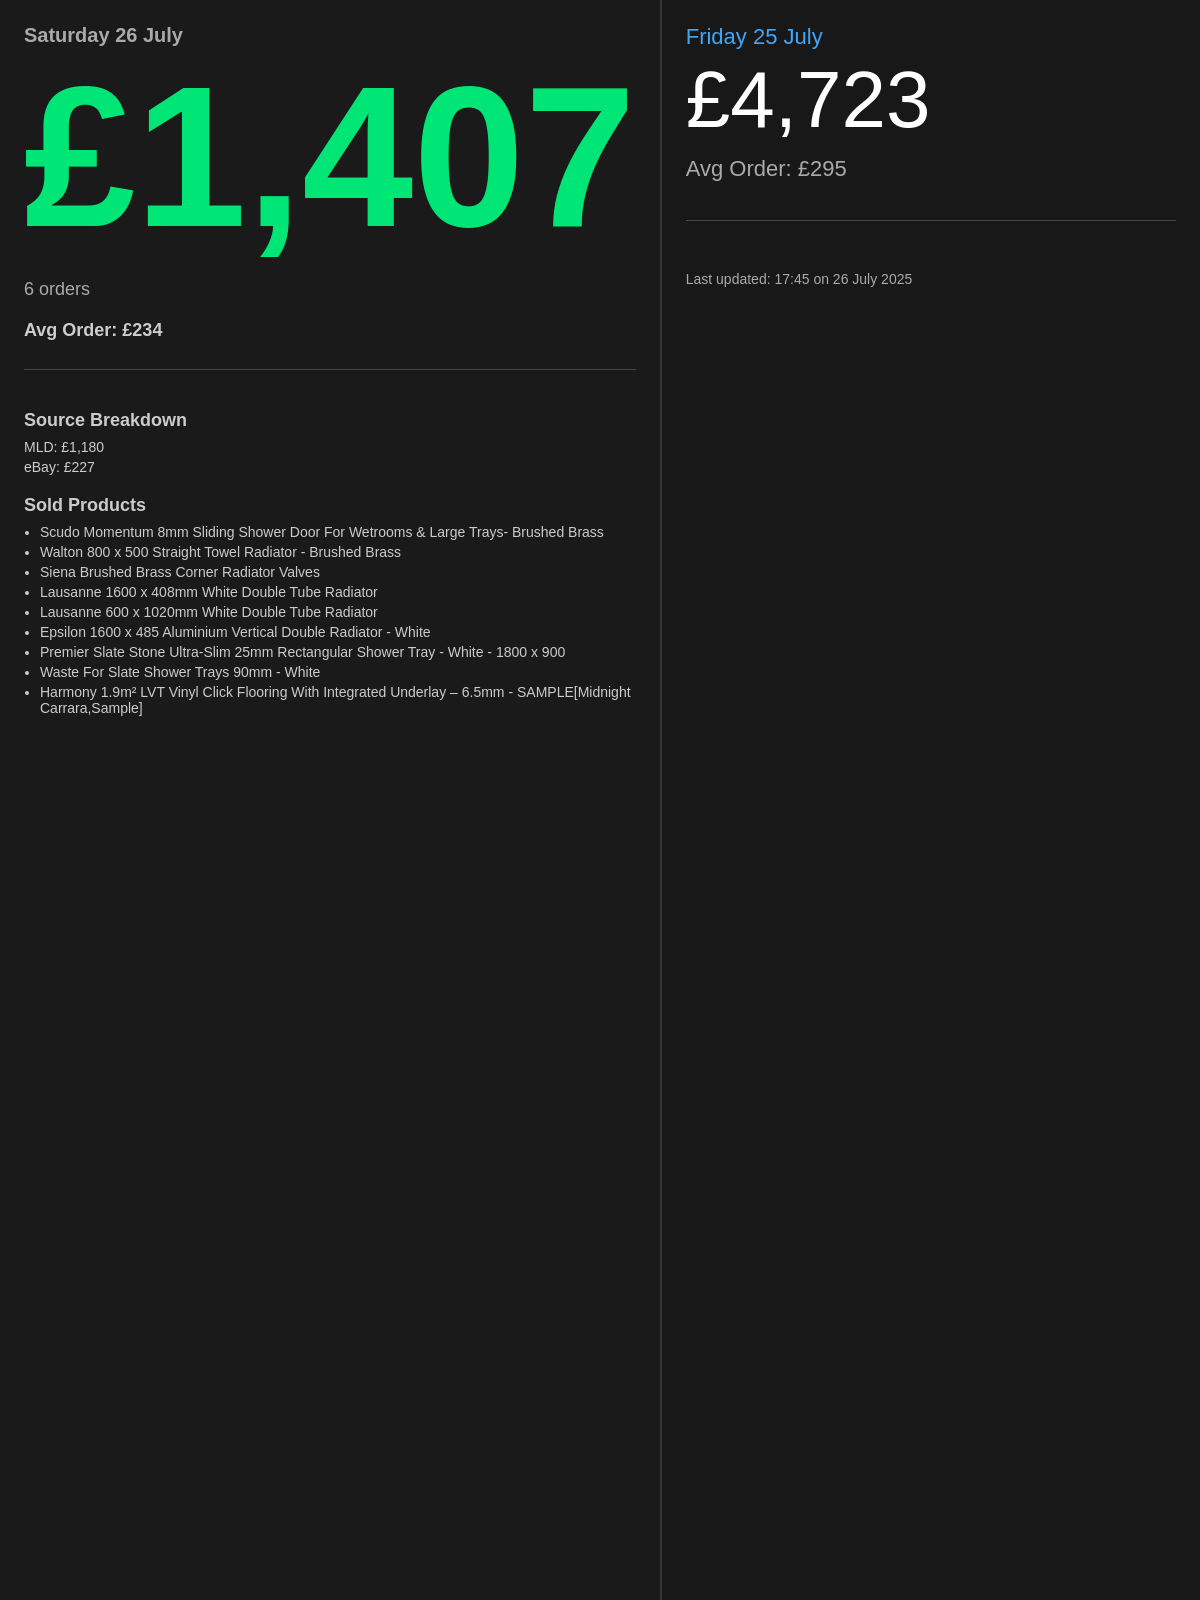 Saturday 26 July
£1,407
6 orders
Avg Order: £234
Source Breakdown
MLD: £1,180
eBay: £227
Sold Products
• Scudo Momentum 8mm Sliding Shower Door For Wetrooms & Large Trays- Brushed Brass
• Walton 800 x 500 Straight Towel Radiator - Brushed Brass
• Siena Brushed Brass Corner Radiator Valves
• Lausanne 1600 x 408mm White Double Tube Radiator
• Lausanne 600 x 1020mm White Double Tube Radiator
• Epsilon 1600 x 485 Aluminium Vertical Double Radiator - White
• Premier Slate Stone Ultra-Slim 25mm Rectangular Shower Tray - White - 1800 x 900
• Waste For Slate Shower Trays 90mm - White
• Harmony 1.9m² LVT Vinyl Click Flooring With Integrated Underlay – 6.5mm - SAMPLE[Midnight
Carrara,Sample]
Friday 25 July
£4,723
Avg Order: £295
Last updated: 17:45 on 26 July 2025